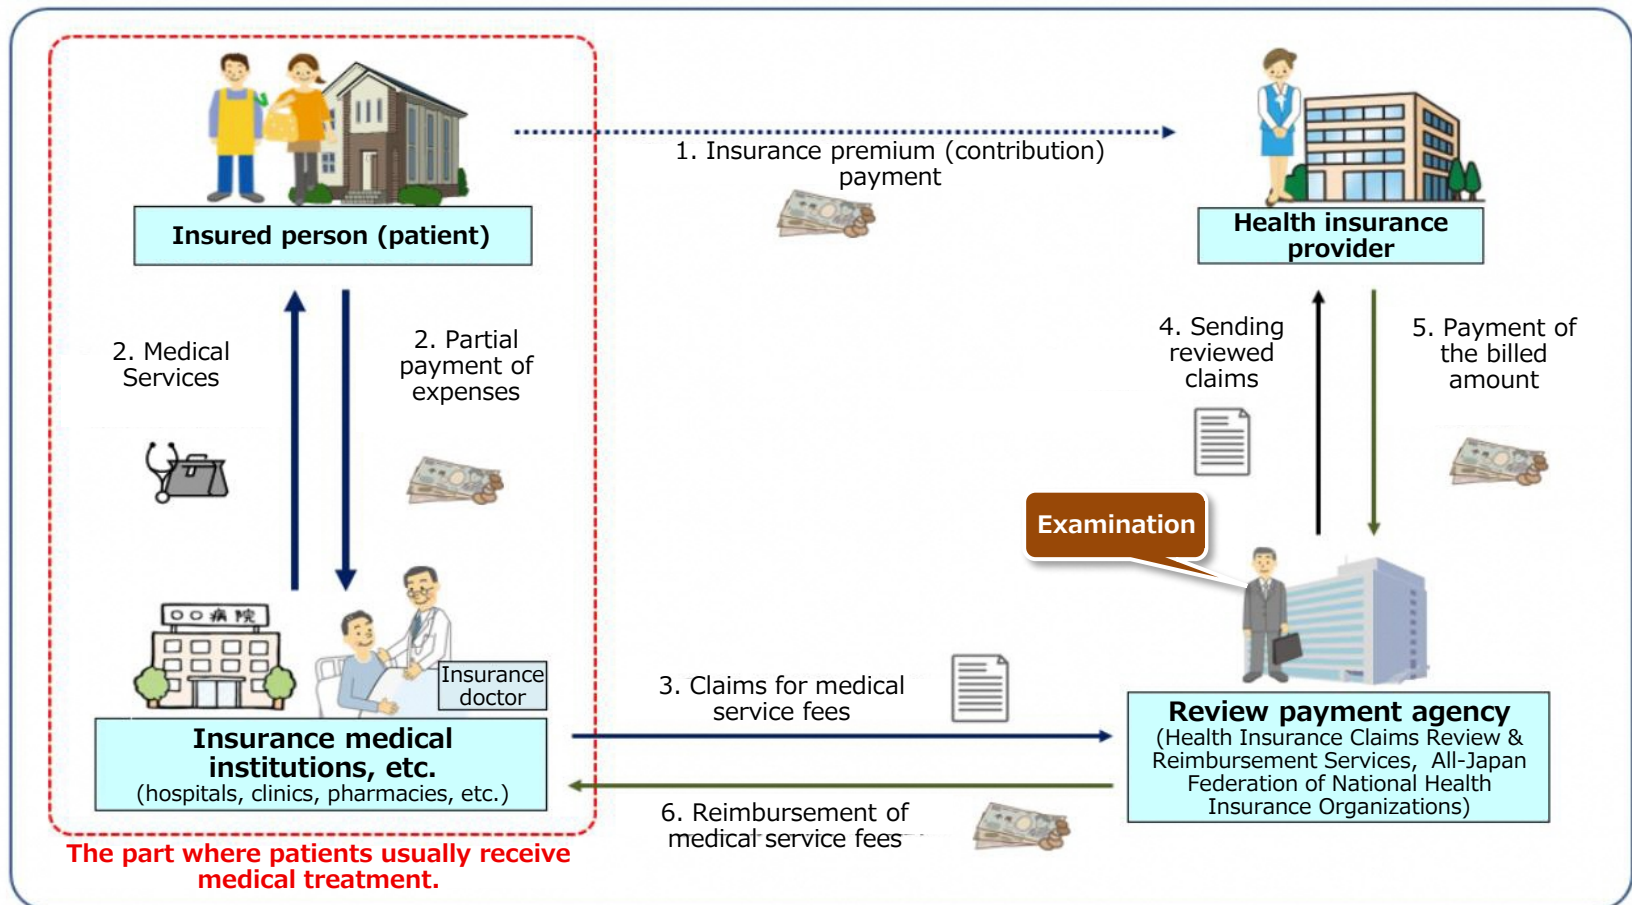 1. Insurance premium (contribution)
payment
Insured person (patient)
Health insurance
provider
2. Medical
Services
2. Partial
payment of
expenses
4. Sending
reviewed
claims
5. Payment of
the billed
amount
Examination
〇〇病院
Insurance
doctor
3. Claims for medical
service fees
Insurance medical
institutions, etc.
(hospitals, clinics, pharmacies, etc.)
Review payment agency
(Health Insurance Claims Review &
Reimbursement Services, All-Japan
Federation of National Health
Insurance Organizations)
6. Reimbursement of
medical service fees
The part where patients usually receive
medical treatment.